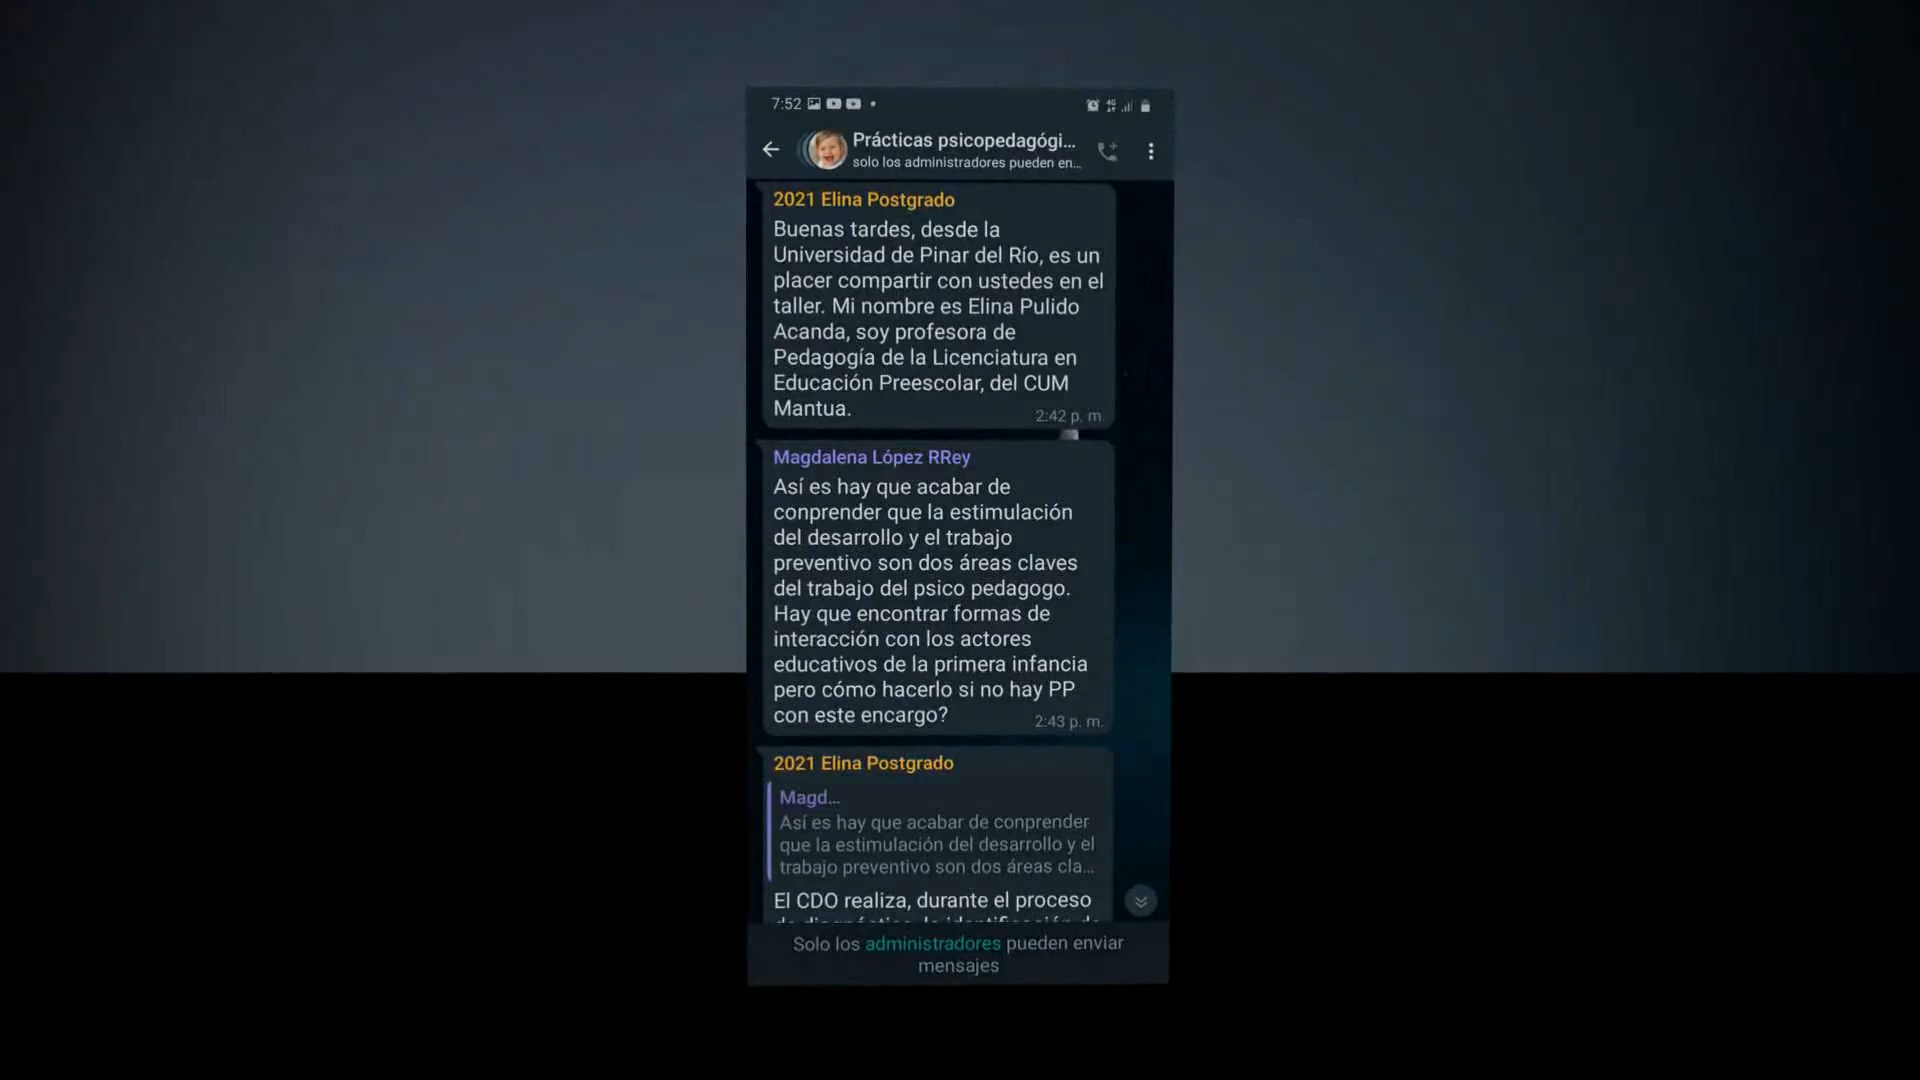 7:52
Prácticas psicopedagógi...
solo los administradores pueden en...
2021 Elina Postgrado
Buenas tardes, desde la
Universidad de Pinar del Río, es un
placer compartir con ustedes en el
taller. Mi nombre es Elina Pulido
Acanda, soy profesora de
Pedagogía de la Licenciatura en
Educación Preescolar, del CUM
Mantua.
2:42 p. m.
Magdalena López RRey
Así es hay que acabar de
conprender que la estimulación
del desarrollo y el trabajo
preventivo son dos áreas claves
del trabajo del psico pedagogo.
Hay que encontrar formas de
interacción con los actores
educativos de la primera infancia
pero cómo hacerlo si no hay PP
con este encargo?
2:43 p. m.
2021 Elina Postgrado
Magd...
Así es hay que acabar de conprender
que la estimulación del desarrollo y el
trabajo preventivo son dos áreas cla...
El CDO realiza, durante el proceso
Solo los administradores pueden enviar
mensajes